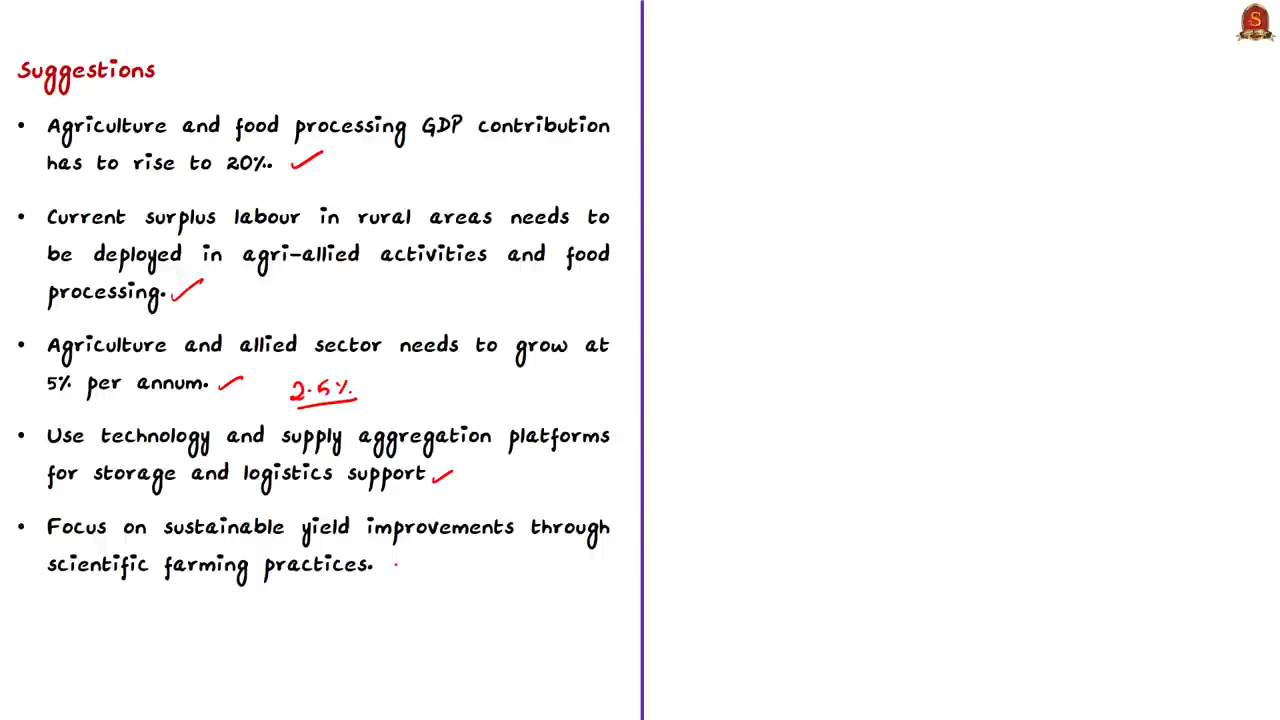 Suggestions
• Agriculture and food processing GDP contribution
has to rise to 20%.
• Current surplus labour in rural areas needs to
be deployed in agri-allied activities and food
processing.
• Agriculture and allied sector needs to grow at
5% per annum.
2.5%
• Use technology and supply aggregation platforms
for storage and logistics support
• Focus on sustainable yield improvements through
scientific farming practices.
S